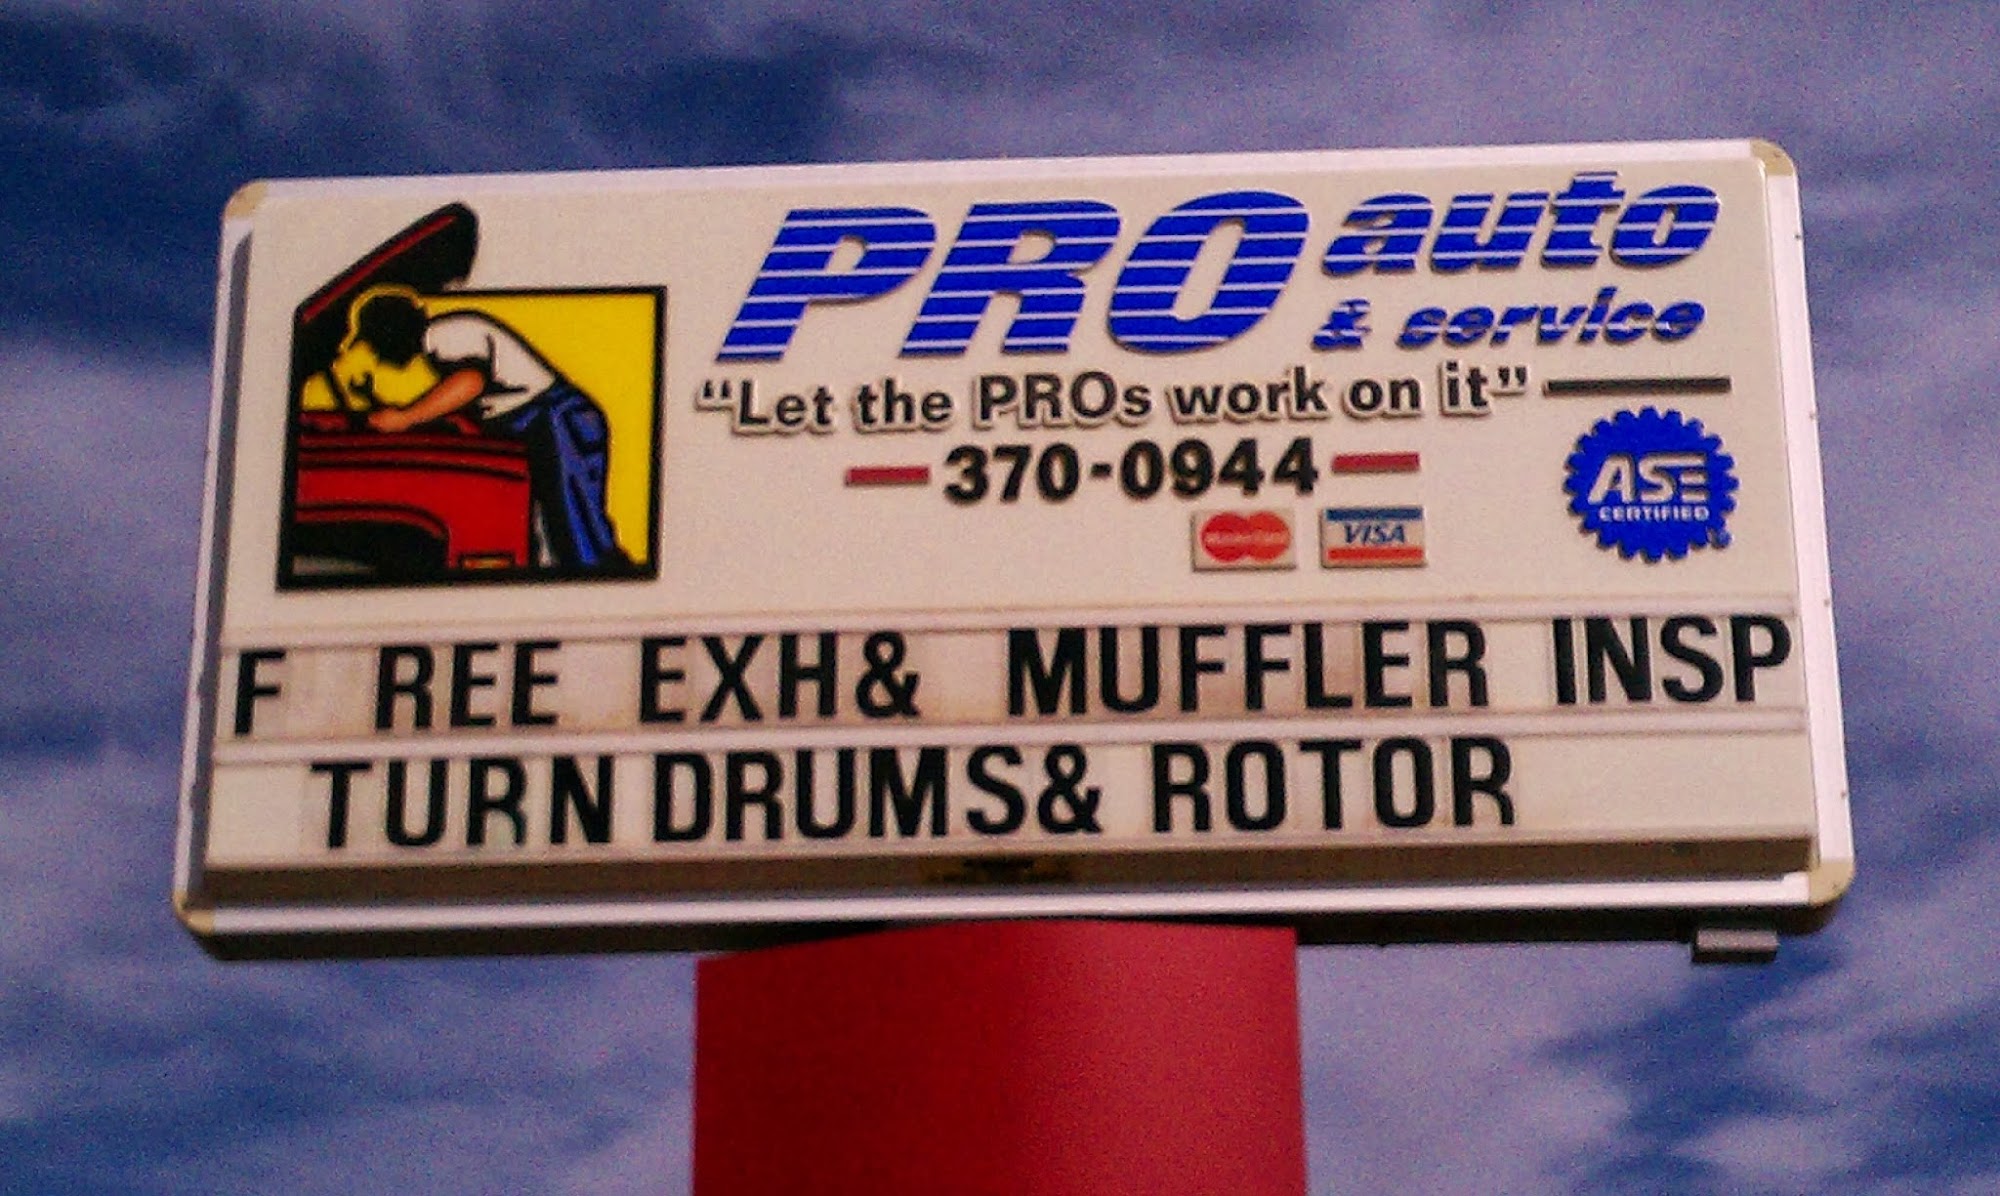 PRO auto
& service
"Let the PROs work on it"
370-0944
MasterCard
VISA
ASE
CERTIFIED
F REE EXH& MUFFLER INSP
TURN DRUMS& ROTOR